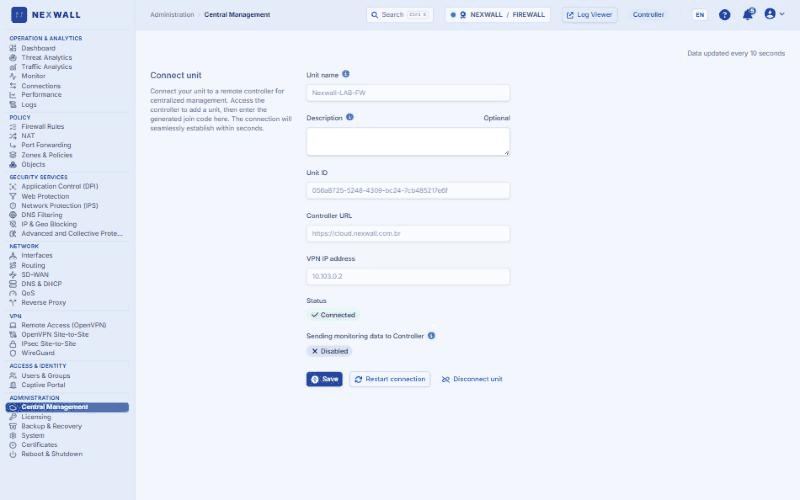 NEXWALL
Administration
Central Management
Search
NEXWALL / FIREWALL
Log Viewer
Controller
EN
OPERATION & ANALYTICS
Dashboard
Threat Analytics
Traffic Analytics
Monitor
Connections
Performance
Logs
POLICY
Firewall Rules
NAT
Port Forwarding
Zones & Policies
Objects
SECURITY SERVICES
Application Control (DPI)
Web Protection
Network Protection (IPS)
DNS Filtering
IP & Geo Blocking
Advanced and Collective Prote...
NETWORK
Interfaces
Routing
SD-WAN
DNS & DHCP
QoS
Reverse Proxy
VPN
Remote Access (OpenVPN)
OpenVPN Site-to-Site
IPsec Site-to-Site
WireGuard
ACCESS & IDENTITY
Users & Groups
Captive Portal
ADMINISTRATION
Central Management
Licensing
Backup & Recovery
System
Certificates
Reboot & Shutdown
Data updated every 10 seconds
Connect unit
Connect your unit to a remote controller for
centralized management. Access the
controller to add a unit, then enter the
generated join code here. The connection will
seamlessly establish within seconds.
Unit name
Nexwall-LAB-FW
Description
Optional
Unit ID
Controller URL
https://cloud.nexwall.com.br
VPN IP address
10.103.0.2
Status
Connected
Sending monitoring data to Controller
Disabled
Save
Restart connection
Disconnect unit